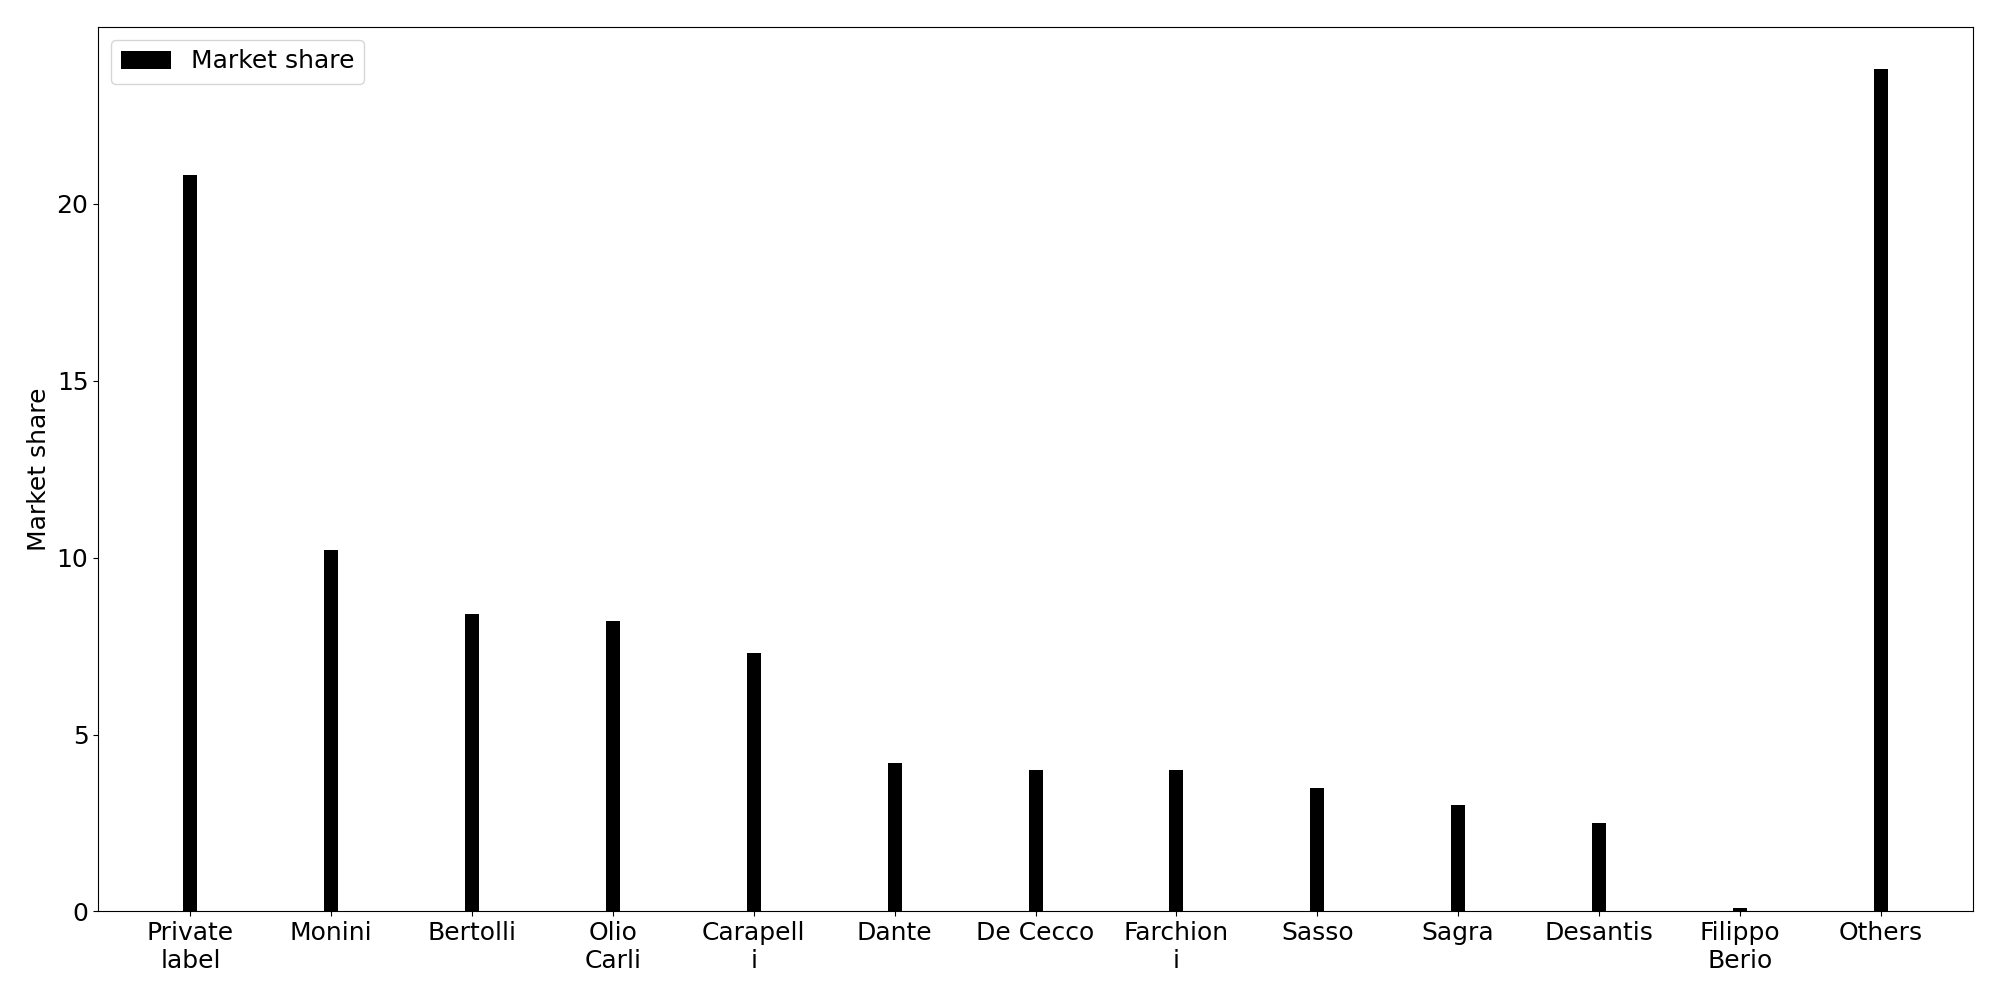 Market share
Market share
20
15
10
5
0
Private
label
Monini
Bertolli
Olio
Carli
Carapell
i
Dante
De Cecco
Farchion
i
Sasso
Sagra
Desantis
Filippo
Berio
Others